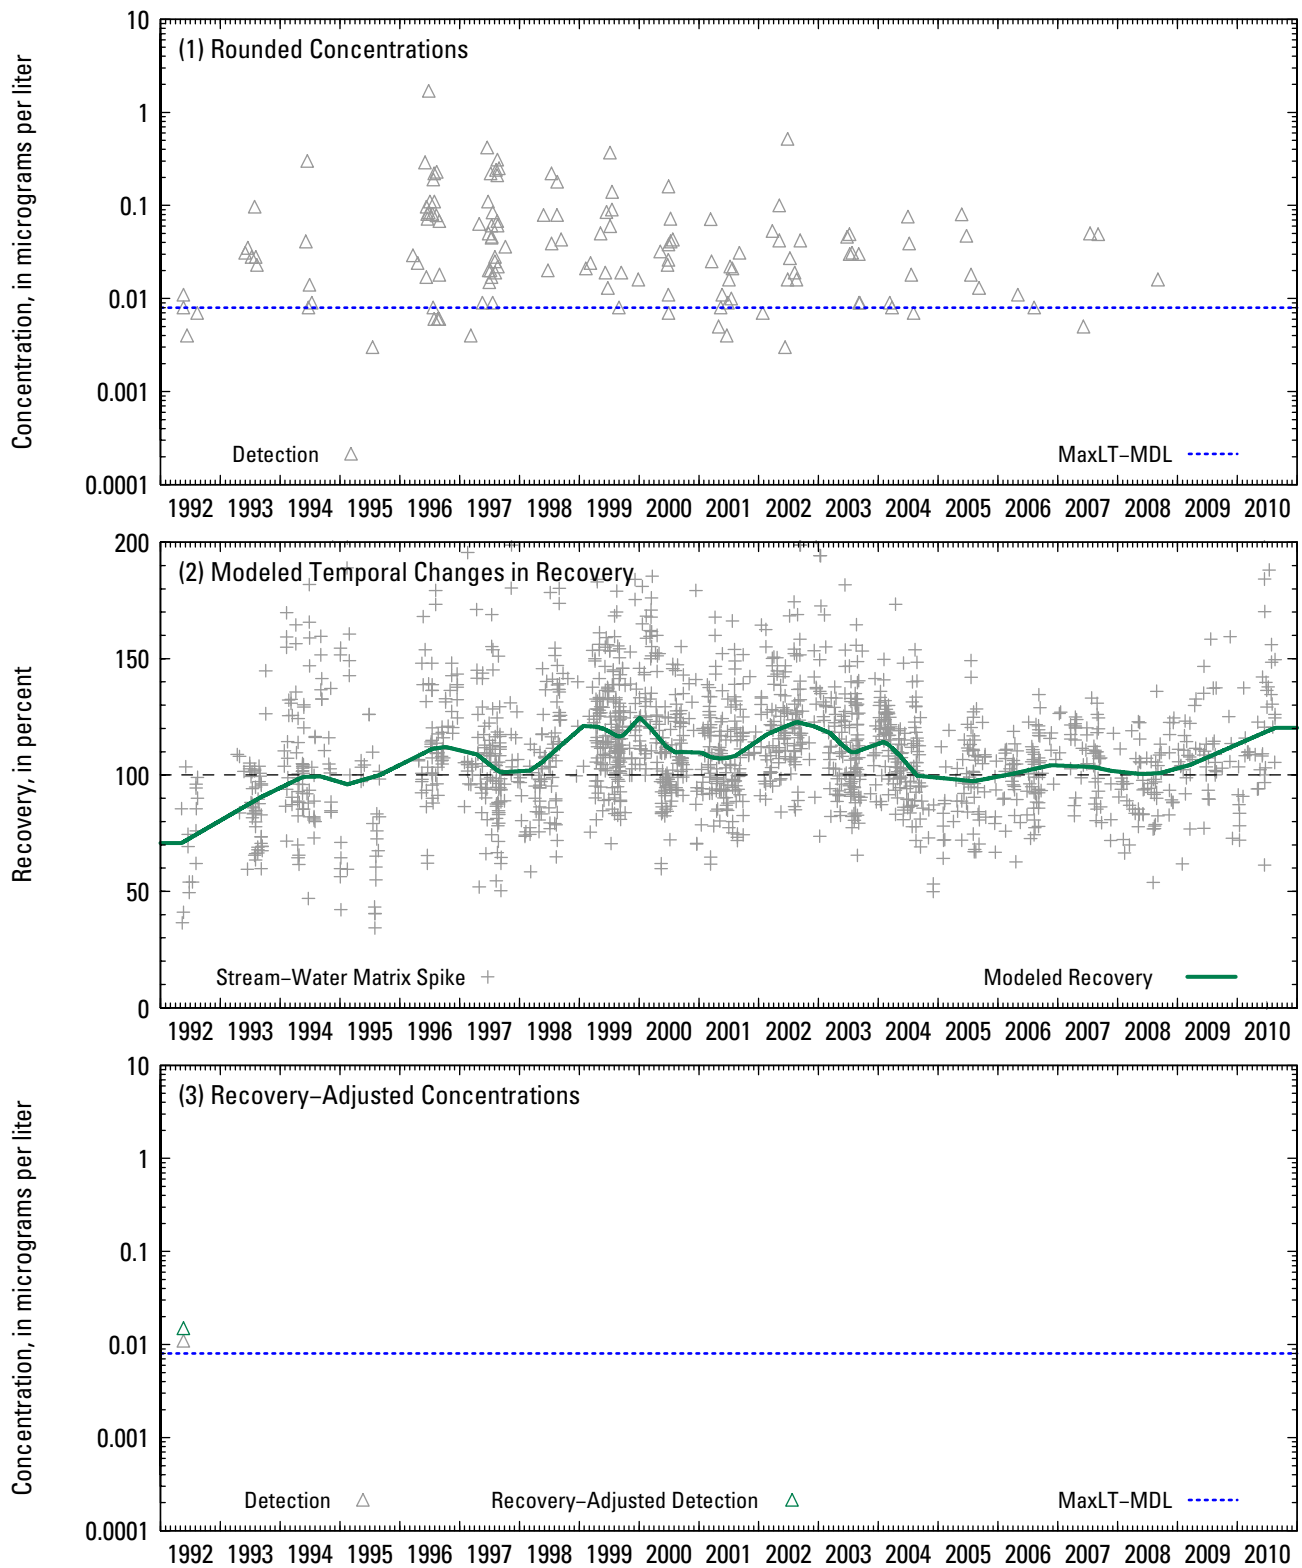 10
(1) Rounded Concentrations
1
0.1
0.01
0.001
0.0001
Concentration, in micrograms per liter
Detection
MaxLT–MDL
1992 1993 1994 1995 1996 1997 1998 1999 2000 2001 2002 2003 2004 2005 2006 2007 2008 2009 2010
200
(2) Modeled Temporal Changes in Recovery
150
100
50
0
Recovery, in percent
Stream–Water Matrix Spike
Modeled Recovery
1992 1993 1994 1995 1996 1997 1998 1999 2000 2001 2002 2003 2004 2005 2006 2007 2008 2009 2010
10
(3) Recovery–Adjusted Concentrations
1
0.1
0.01
0.001
0.0001
Concentration, in micrograms per liter
Detection
Recovery–Adjusted Detection
MaxLT–MDL
1992 1993 1994 1995 1996 1997 1998 1999 2000 2001 2002 2003 2004 2005 2006 2007 2008 2009 2010